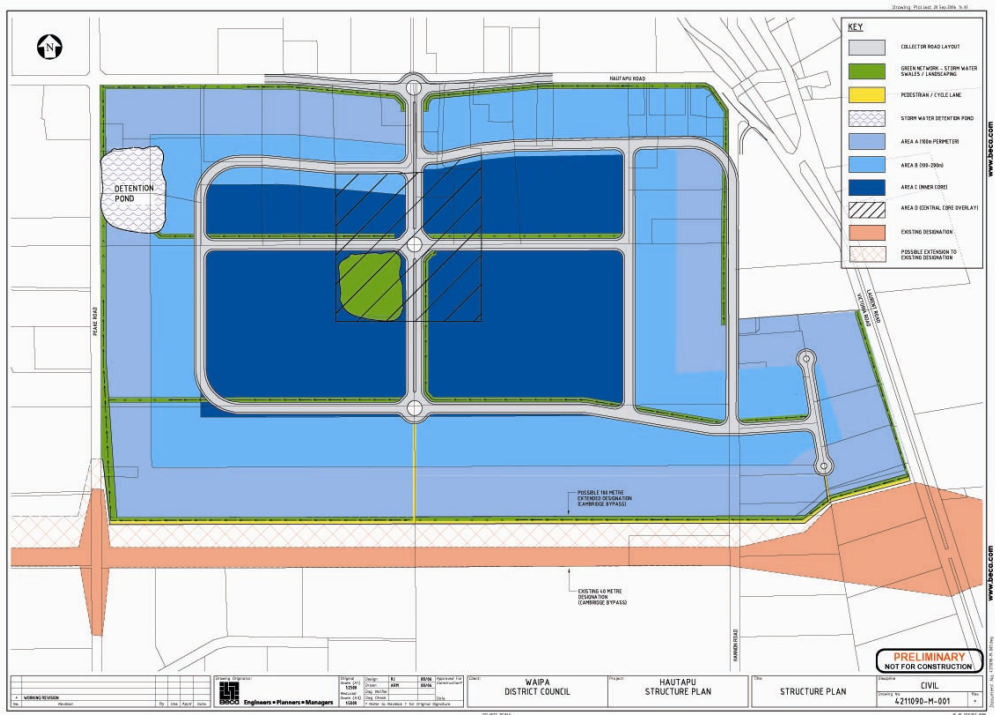 N
HAUTAPU ROAD
KEY
COLLECTOR ROAD LAYOUT
GREEN NETWORK - STORM WATER
SWALES / LANDSCAPING
PEDESTRIAN / CYCLE LANE
STORM WATER DETENTION POND
AREA A (100m PERIMETER)
AREA B (100-200m)
AREA C (INNER CORE)
AREA D (CENTRAL CORE OVERLAY)
EXISTING DESIGNATION
POSSIBLE EXTENSION TO
EXISTING DESIGNATION
www.beca.com
DETENTION
POND
PEAKE ROAD
LAURENT ROAD
VICTORIA ROAD
POSSIBLE 100 METRE
EXTENDED DESIGNATION
(CAMBRIDGE BYPASS)
EXISTING 40 METRE
DESIGNATION
(CAMBRIDGE BYPASS)
www.beca.com
PRELIMINARY
NOT FOR CONSTRUCTION
WORKING REVISION
Beca
Engineers • Planners • Managers
WAIPA
DISTRICT COUNCIL
HAUTAPU
STRUCTURE PLAN
STRUCTURE PLAN
CIVIL
4211090-M-001